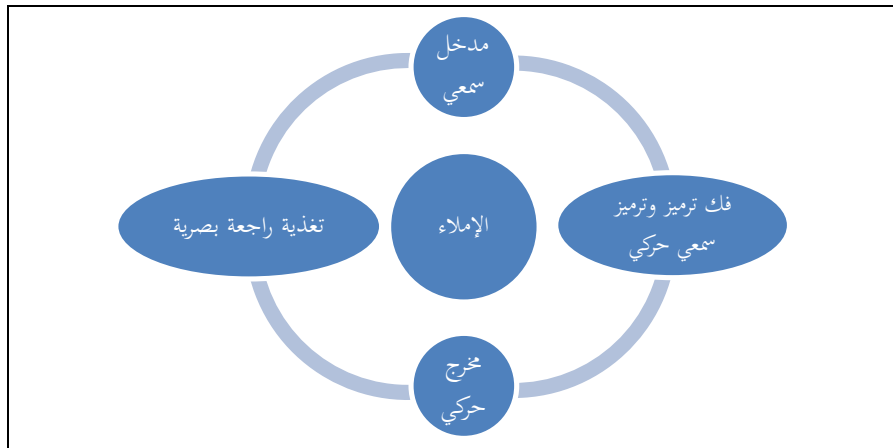 مدخل
سمعي
فك ترميز وترميز
سمعي حركي
الإملاء
تغذية راجعة بصرية
مخرج
حركي